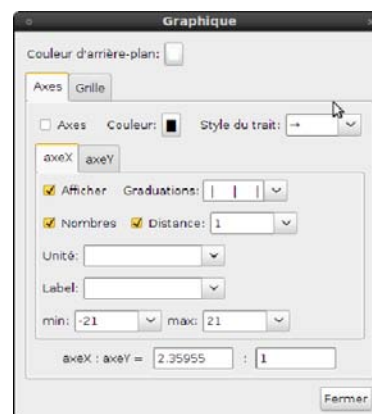 Graphique
Couleur d'arrière-plan:
Axes Grille
Axes Couleur: Style du trait: →
axeX axeY
Afficher Graduations: | | |
Nombres Distance: 1
Unité:
Label:
min: -21 max: 21
axeX : axeY = 2.35955 : 1
Fermer